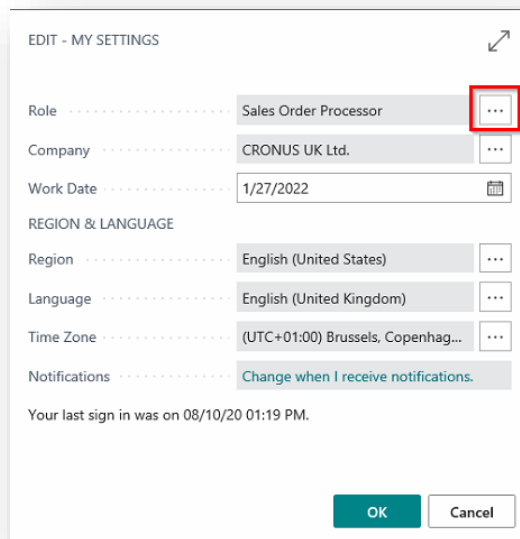 EDIT - MY SETTINGS
Role Sales Order Processor
Company CRONUS UK Ltd.
Work Date 1/27/2022
REGION & LANGUAGE
Region English (United States)
Language English (United Kingdom)
Time Zone (UTC+01:00) Brussels, Copenhag...
Notifications Change when I receive notifications.
Your last sign in was on 08/10/20 01:19 PM.
OK Cancel